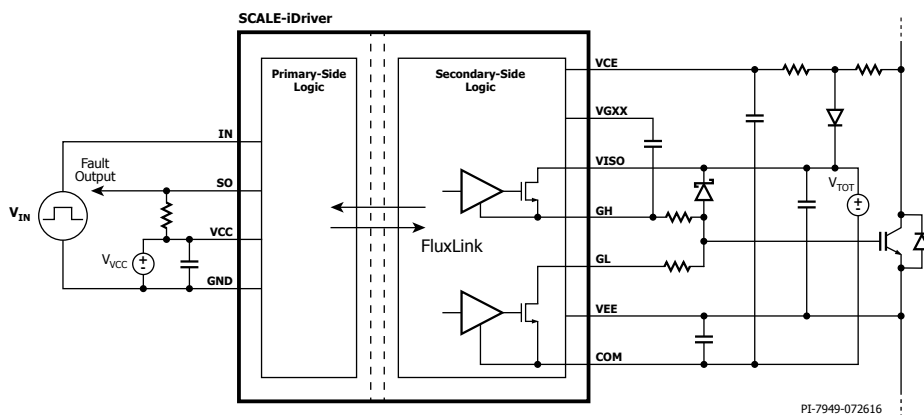 SCALE-iDriver
Primary-Side
Logic
Secondary-Side
Logic
VCE
VGXX
IN
VISO
Fault
Output
SO
VTOT
VIN
GH
VCC
FluxLink
VVCC
GL
GND
VEE
COM
PI-7949-072616